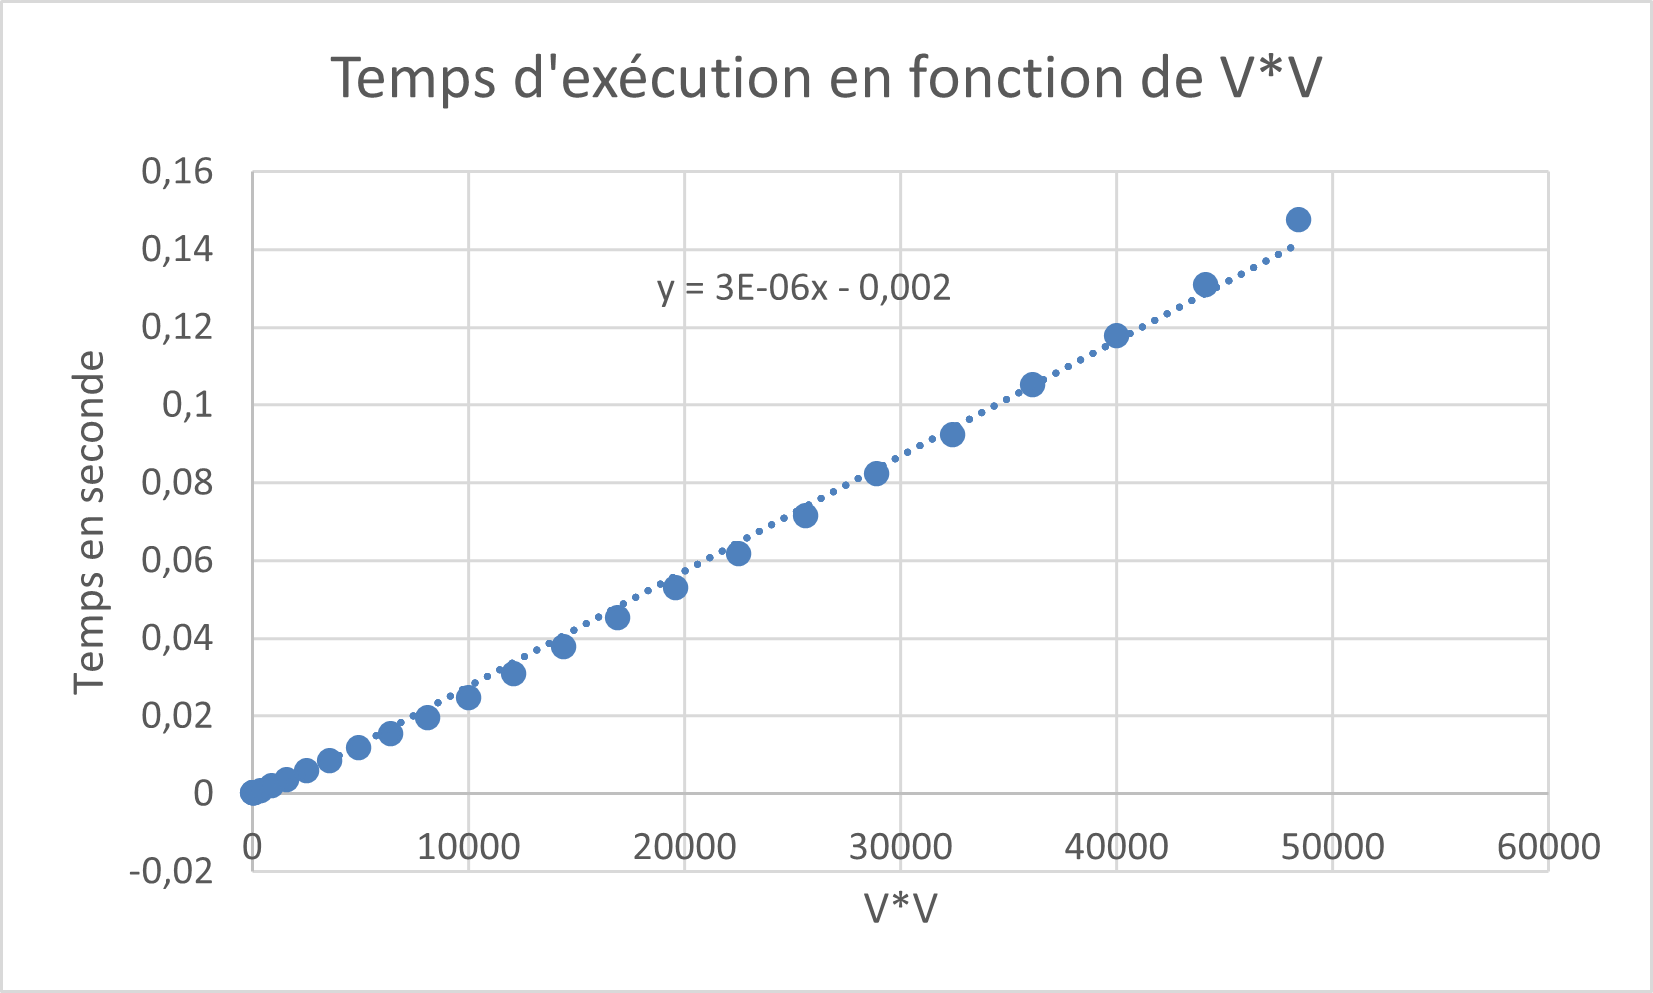 Temps d'exécution en fonction de V*V
0,16
0,14
y = 3E-06x - 0,002
0,12
0,1
0,08
0,06
0,04
0,02
0
-0,02
Temps en seconde
0 10000 20000 30000 40000 50000 60000
V*V